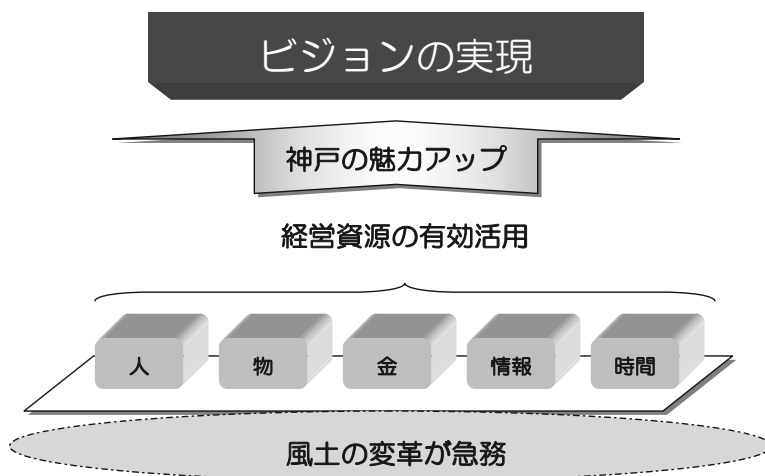 ビジョンの実現
神戸の魅力アップ
経営資源の有効活用
人
物
金
情報
時間
風土の変革が急務